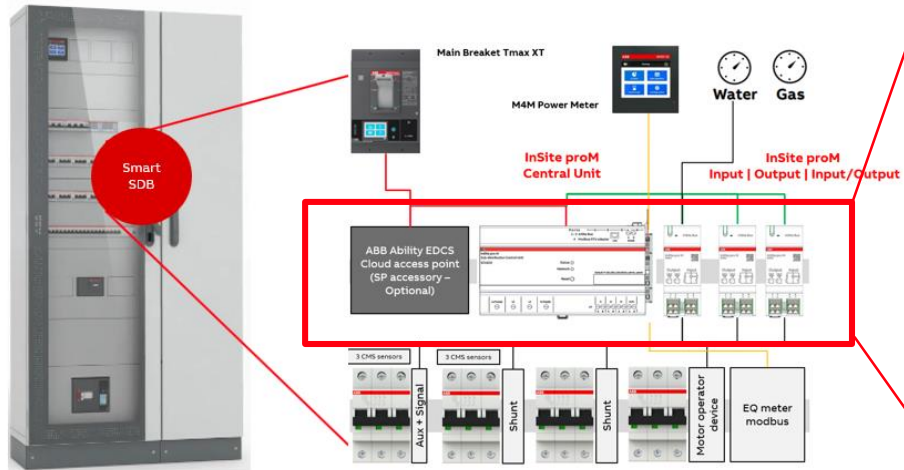 Main Breaket Tmax XT
M4M Power Meter
Water
Gas
Smart
SDB
InSite proM
Central Unit
InSite proM
Input | Output | Input/Output
ABB Ability EDCS
Cloud access point
(SP accessory –
Optional)
3 CMS sensors
3 CMS sensors
Aux + Signal
Shunt
Shunt
Motor operator
device
EQ meter
modbus